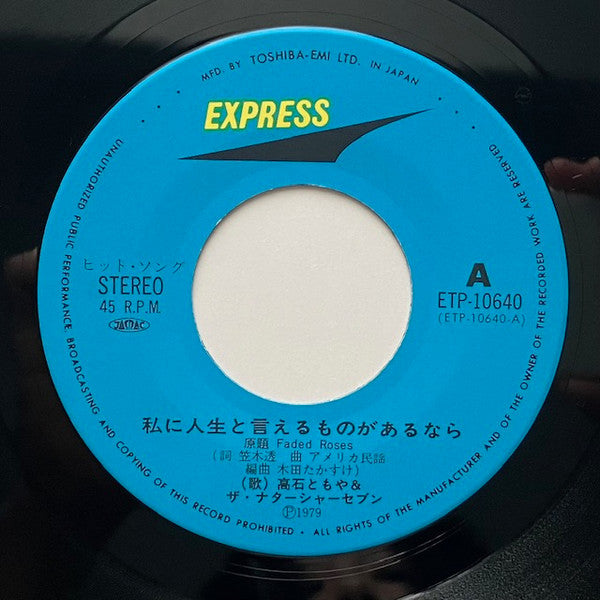 MFD. BY TOSHIBA-EMI LTD. IN JAPAN
EXPRESS
ヒット・ソング
STEREO
45 R.P.M.
JASRAC
A
ETP-10640
(ETP-10640-A)
私に人生と言えるものがあるなら
原題 Faded Roses
(詞 笠木透 曲 アメリカ民謡
編曲 木田たかすけ)
(歌) 高石ともや&
ザ・ナターシャーセブン
Ⓟ1979
UNAUTHORIZED PUBLIC PERFORMANCE, BROADCASTING AND COPYING OF THIS RECORD PROHIBITED • ALL RIGHTS OF THE MANUFACTURER AND OF THE OWNER OF THE RECORDED WORK ARE RESERVED